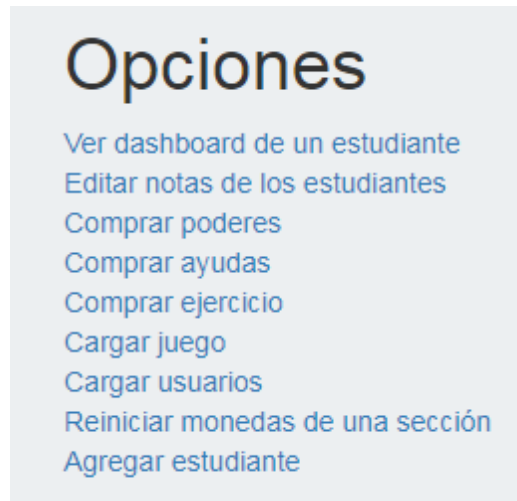 Opciones
Ver dashboard de un estudiante
Editar notas de los estudiantes
Comprar poderes
Comprar ayudas
Comprar ejercicio
Cargar juego
Cargar usuarios
Reiniciar monedas de una sección
Agregar estudiante